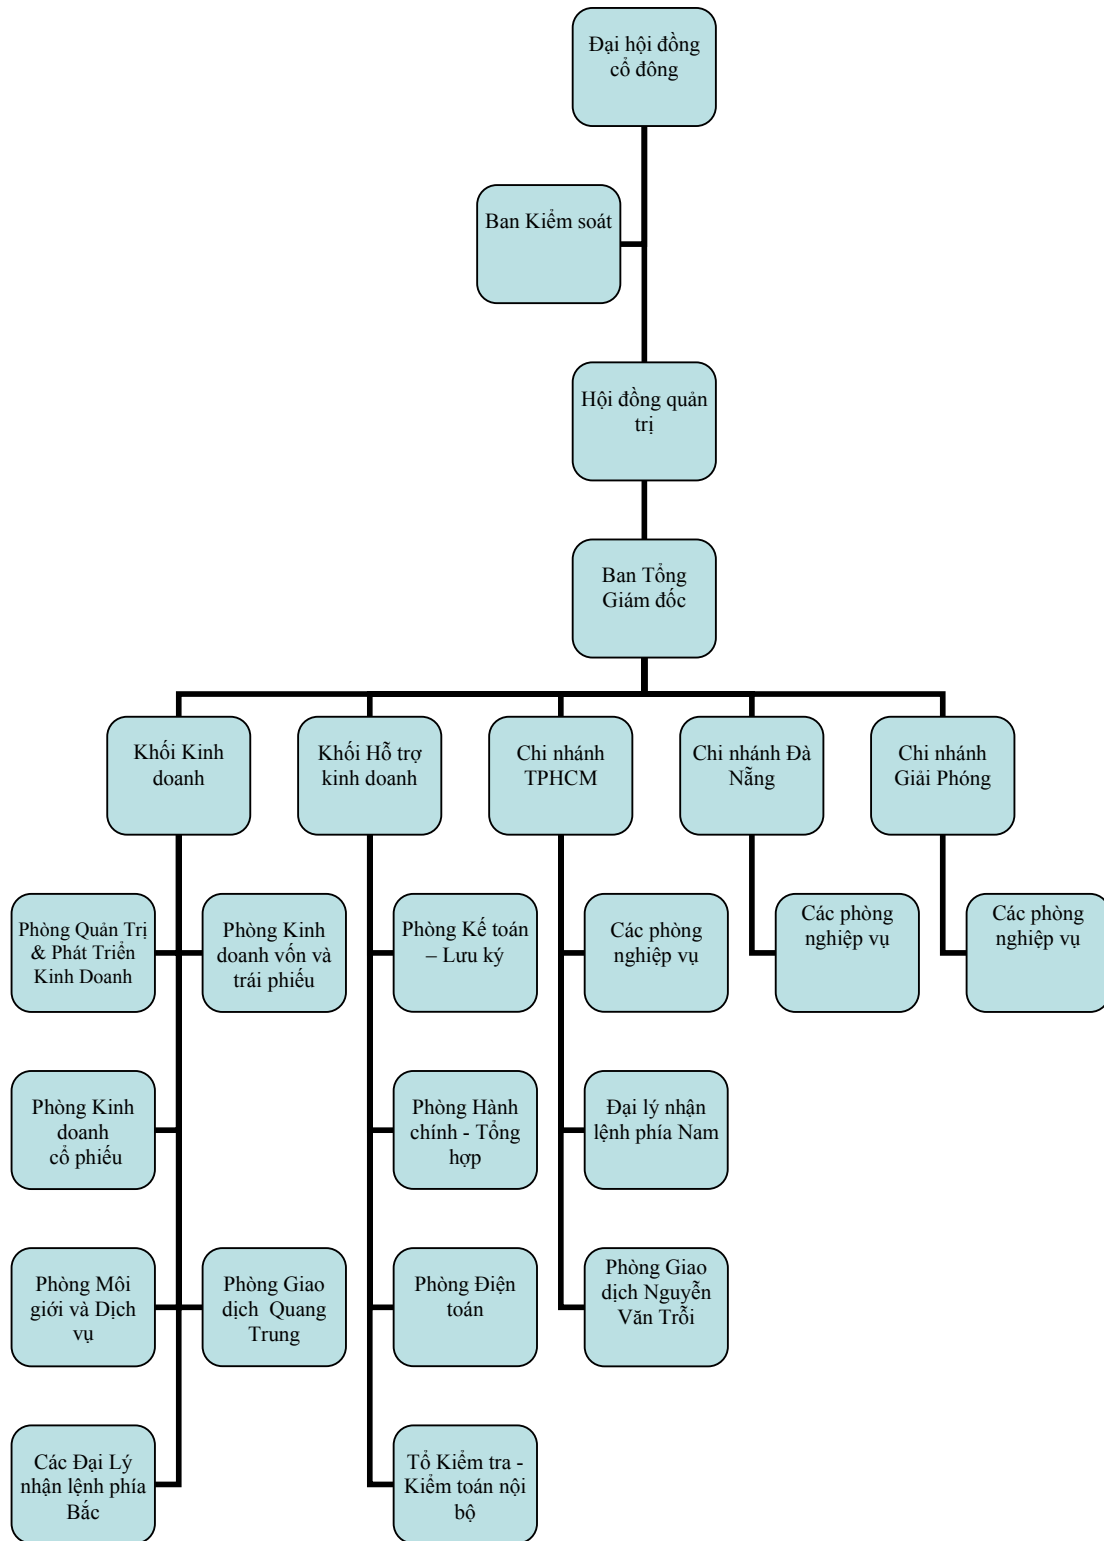 Đại hội đồng
cổ đông
Ban Kiểm soát
Hội đồng quản
trị
Ban Tổng
Giám đốc
Khối Kinh
doanh
Khối Hỗ trợ
kinh doanh
Chi nhánh
TPHCM
Chi nhánh Đà
Nẵng
Chi nhánh
Giải Phóng
Phòng Quản Trị
& Phát Triển
Kinh Doanh
Phòng Kinh
doanh vốn và
trái phiếu
Phòng Kế toán
– Lưu ký
Các phòng
nghiệp vụ
Các phòng
nghiệp vụ
Các phòng
nghiệp vụ
Phòng Kinh
doanh
cổ phiếu
Phòng Hành
chính - Tổng
hợp
Đại lý nhận
lệnh phía Nam
Phòng Môi
giới và Dịch
vụ
Phòng Giao
dịch Quang
Trung
Phòng Điện
toán
Phòng Giao
dịch Nguyễn
Văn Trỗi
Các Đại Lý
nhận lệnh phía
Bắc
Tổ Kiểm tra -
Kiểm toán nội
bộ